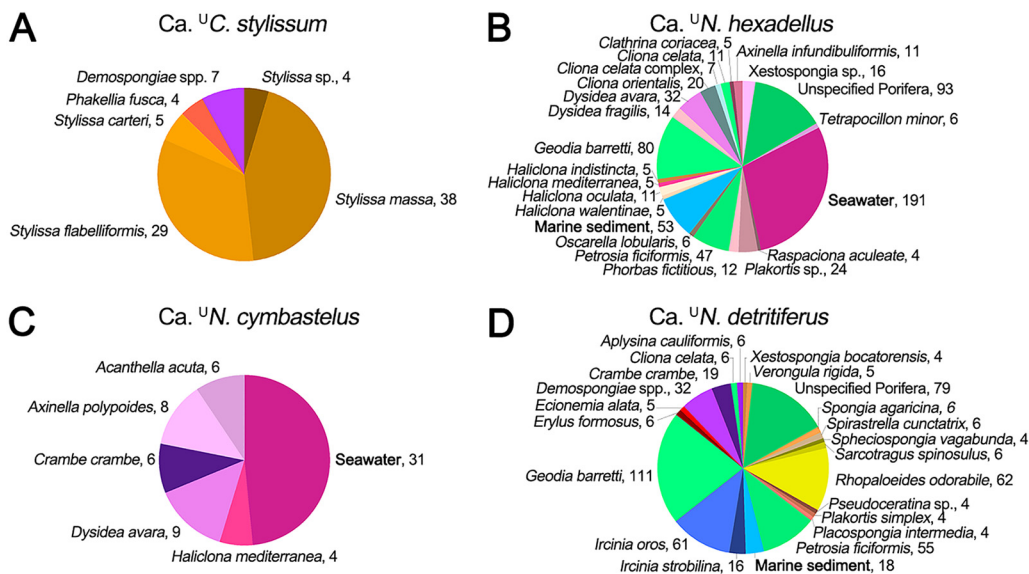 A
Ca. ᵁC. stylissum
Demospongiae spp. 7
Stylissa sp., 4
Phakellia fusca, 4
Stylissa carteri, 5
Stylissa massa, 38
Stylissa flabelliformis, 29
B
Ca. ᵁN. hexadellus
Clathrina coriacea, 5
Axinella infundibuliformis, 11
Cliona celata, 11
Xestospongia sp., 16
Cliona celata complex, 7
Unspecified Porifera, 93
Cliona orientalis, 20
Dysidea avara, 32
Tetrapocillon minor, 6
Dysidea fragilis, 14
Geodia barretti, 80
Haliclona indistincta, 5
Haliclona mediterranea, 5
Seawater, 191
Haliclona oculata, 11
Haliclona walentinae, 5
Marine sediment, 53
Oscarella lobularis, 6
Raspaciona aculeate, 4
Petrosia ficiformis, 47
Plakortis sp., 24
Phorbas fictitious, 12
C
Ca. ᵁN. cymbastelus
Acanthella acuta, 6
Axinella polypoides, 8
Crambe crambe, 6
Seawater, 31
Dysidea avara, 9
Haliclona mediterranea, 4
D
Ca. ᵁN. detritiferus
Aplysina cauliformis, 6
Cliona celata, 6
Xestospongia bocatorensis, 4
Crambe crambe, 19
Verongula rigida, 5
Demospongiae spp., 32
Unspecified Porifera, 79
Ecionemia alata, 5
Spongia agaricina, 6
Erylus formosus, 6
Spirastrella cunctatrix, 6
Spheciospongia vagabunda, 4
Sarcotragus spinosulus, 6
Geodia barretti, 111
Rhopaloeides odorabile, 62
Pseudoceratina sp., 4
Plakortis simplex, 4
Placospongia intermedia, 4
Ircinia oros, 61
Petrosia ficiformis, 55
Ircinia strobilina, 16
Marine sediment, 18